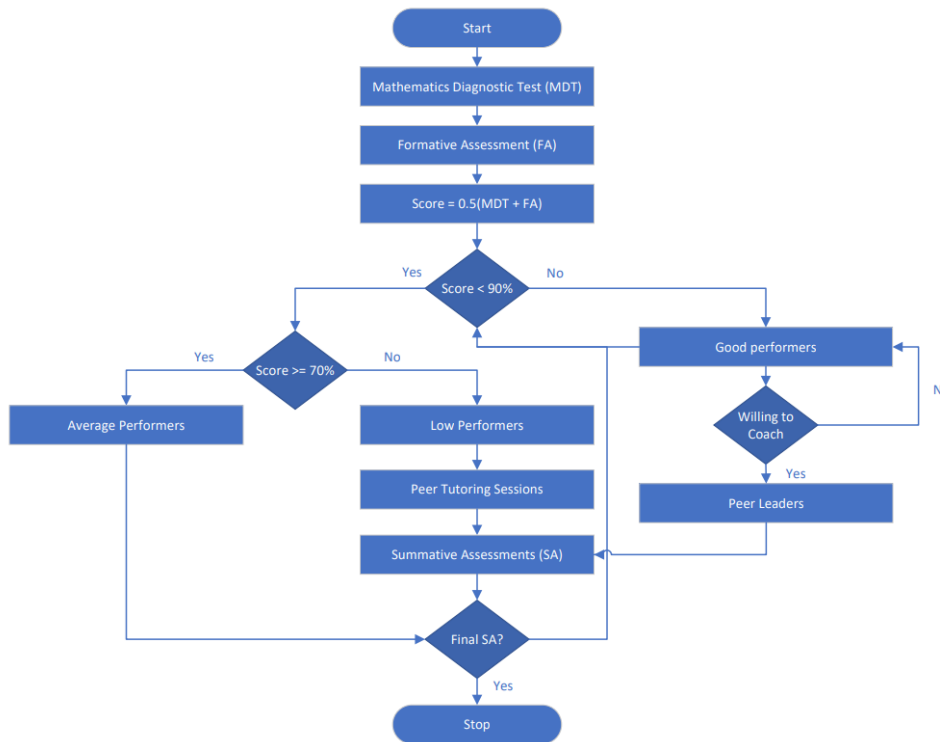 Start
Mathematics Diagnostic Test (MDT)
Formative Assessment (FA)
Score = 0.5(MDT + FA)
Yes
No
Score < 90%
Good performers
Yes
No
Score >= 70%
N
Average Performers
Low Performers
Willing to
Coach
Yes
Peer Tutoring Sessions
Peer Leaders
Summative Assessments (SA)
Final SA?
Yes
Stop